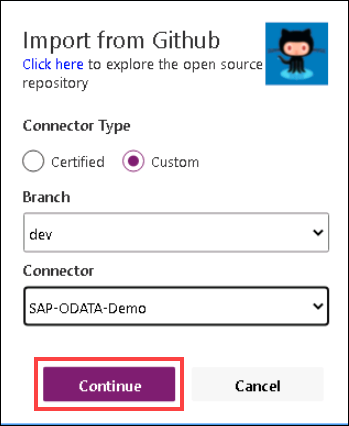 Import from Github
Click here to explore the open source
repository
Connector Type
Certified
Custom
Branch
dev
Connector
SAP-ODATA-Demo
Continue
Cancel